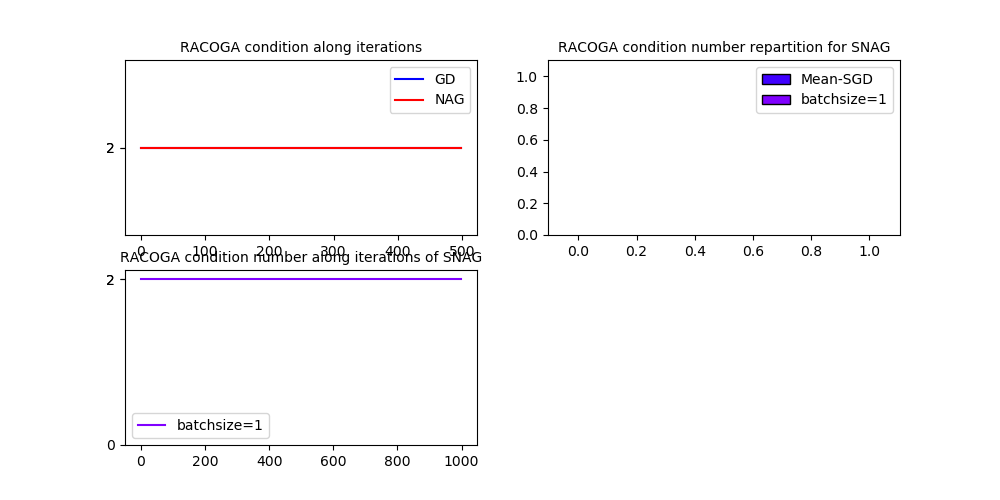 RACOGA condition along iterations
GD
NAG
2
0 100 200 300 400 500
RACOGA condition number repartition for SNAG
Mean-SGD
batchsize=1
1.0
0.8
0.6
0.4
0.2
0.0
0.0 0.2 0.4 0.6 0.8 1.0
RACOGA condition number along iterations of SNAG
2
0
batchsize=1
0 200 400 600 800 1000